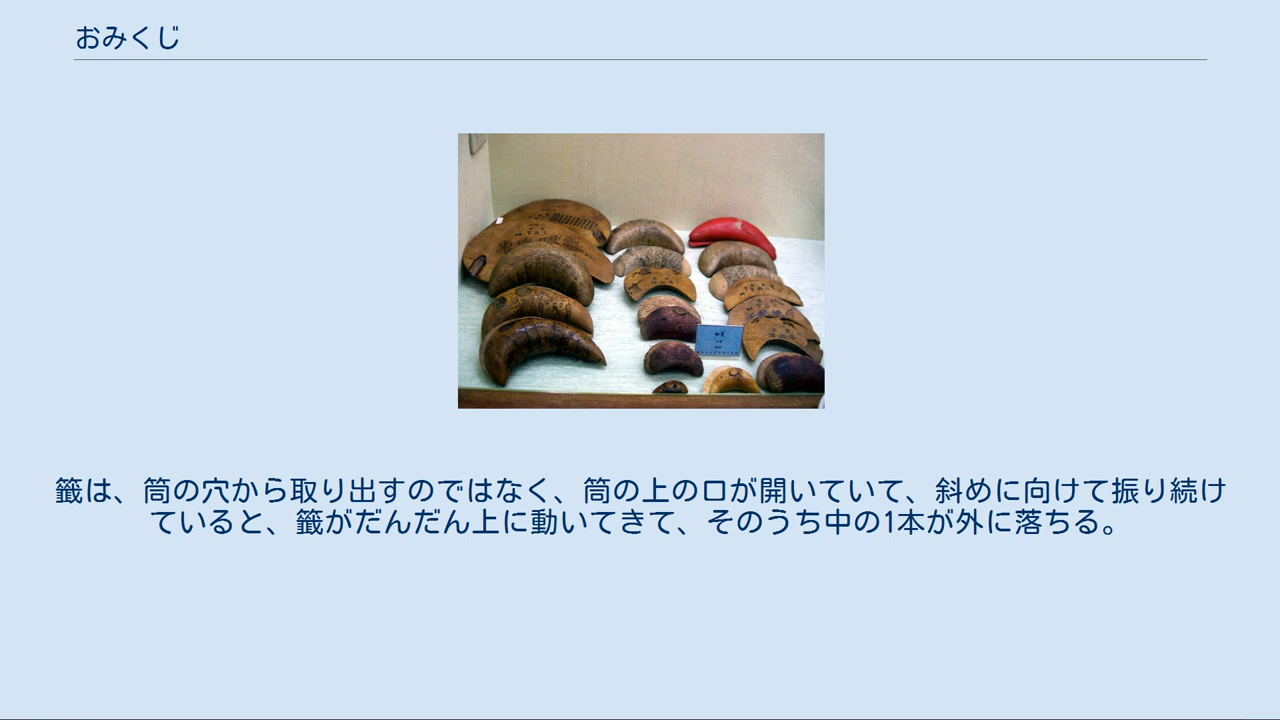 おみくじ
籤は、筒の穴から取り出すのではなく、筒の上の口が開いていて、斜めに向けて振り続け
ていると、籤がだんだん上に動いてきて、そのうち中の1本が外に落ちる。